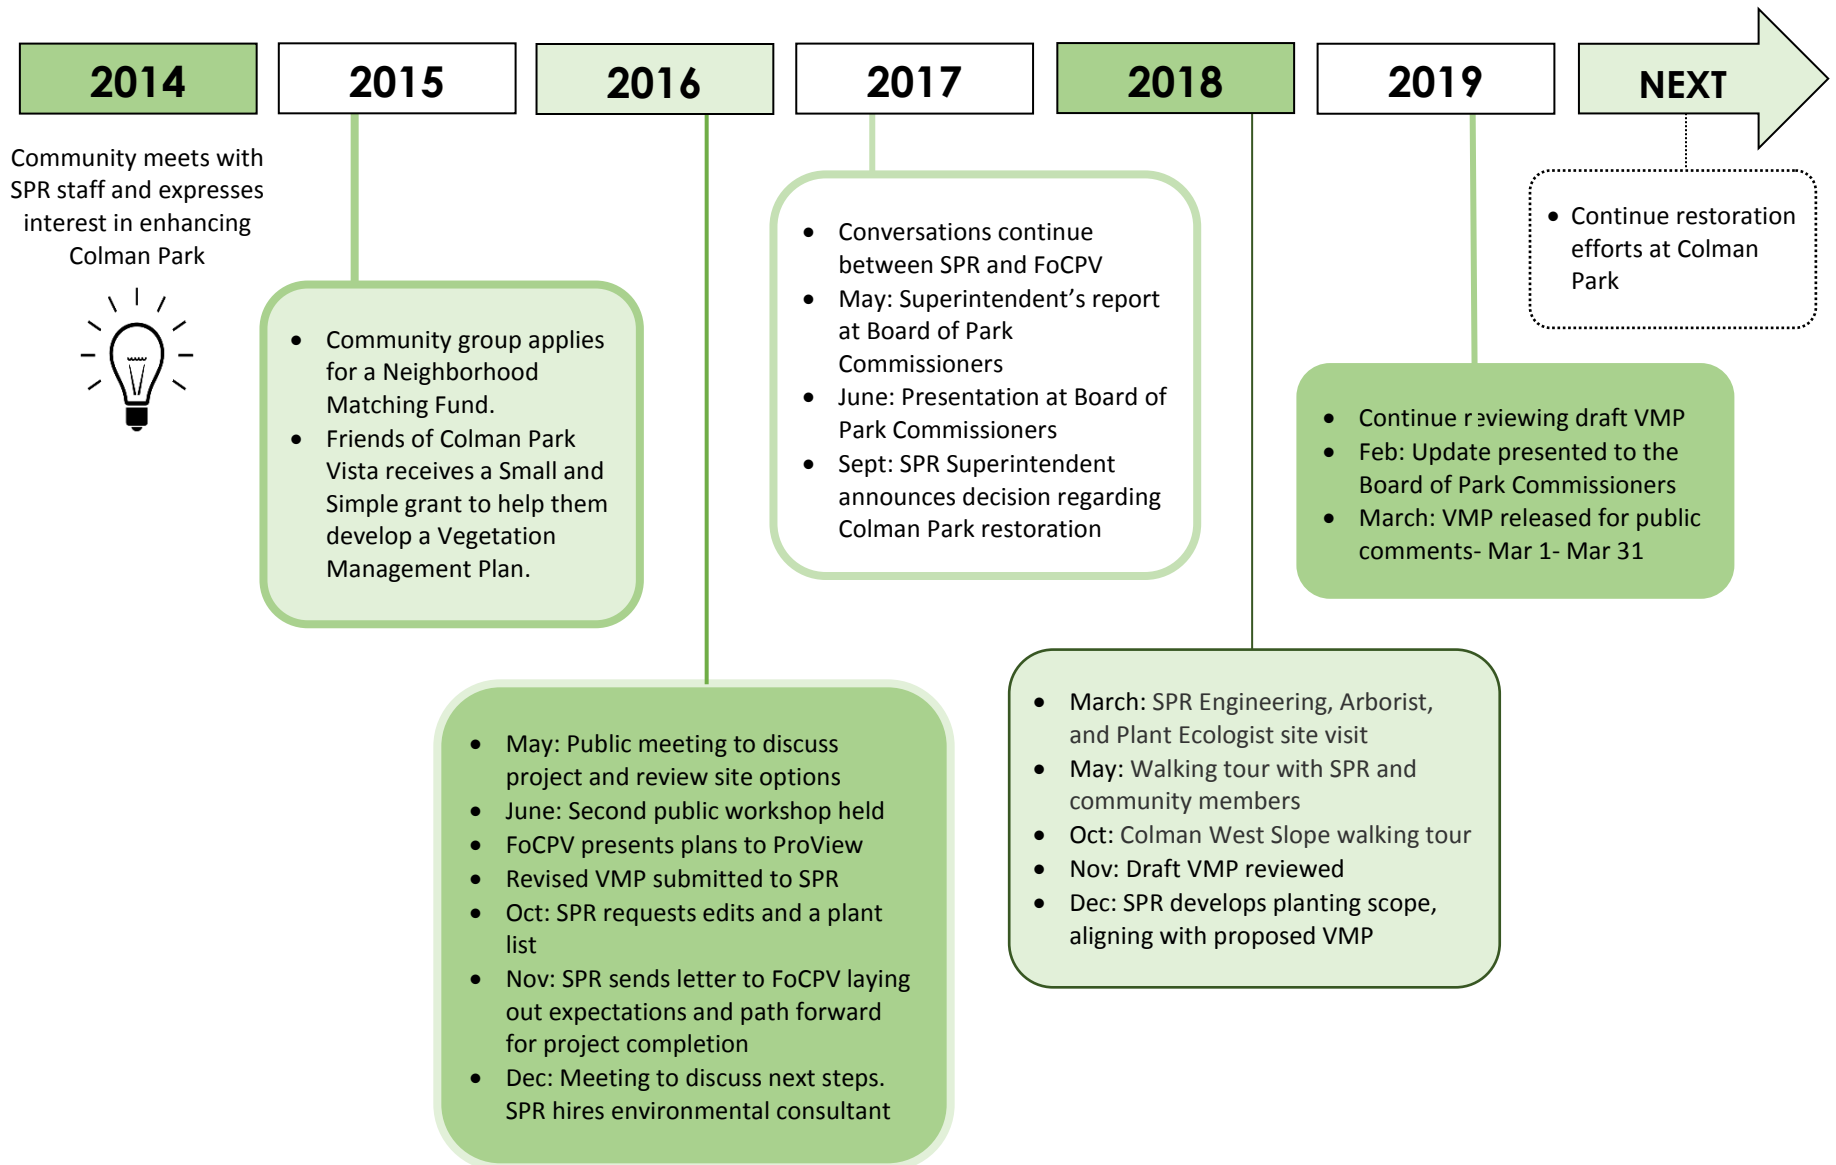 2014
2015
2016
2017
2018
2019
NEXT
Community meets with
SPR staff and expresses
interest in enhancing
Colman Park
• Community group applies
for a Neighborhood
Matching Fund.
• Friends of Colman Park
Vista receives a Small and
Simple grant to help them
develop a Vegetation
Management Plan.
• May: Public meeting to discuss
project and review site options
• June: Second public workshop held
• FoCPV presents plans to ProView
• Revised VMP submitted to SPR
• Oct: SPR requests edits and a plant
list
• Nov: SPR sends letter to FoCPV laying
out expectations and path forward
for project completion
• Dec: Meeting to discuss next steps.
SPR hires environmental consultant
• Conversations continue
between SPR and FoCPV
• May: Superintendent’s report
at Board of Park
Commissioners
• June: Presentation at Board of
Park Commissioners
• Sept: SPR Superintendent
announces decision regarding
Colman Park restoration
• March: SPR Engineering, Arborist,
and Plant Ecologist site visit
• May: Walking tour with SPR and
community members
• Oct: Colman West Slope walking tour
• Nov: Draft VMP reviewed
• Dec: SPR develops planting scope,
aligning with proposed VMP
• Continue reviewing draft VMP
• Feb: Update presented to the
Board of Park Commissioners
• March: VMP released for public
comments- Mar 1- Mar 31
• Continue restoration
efforts at Colman
Park